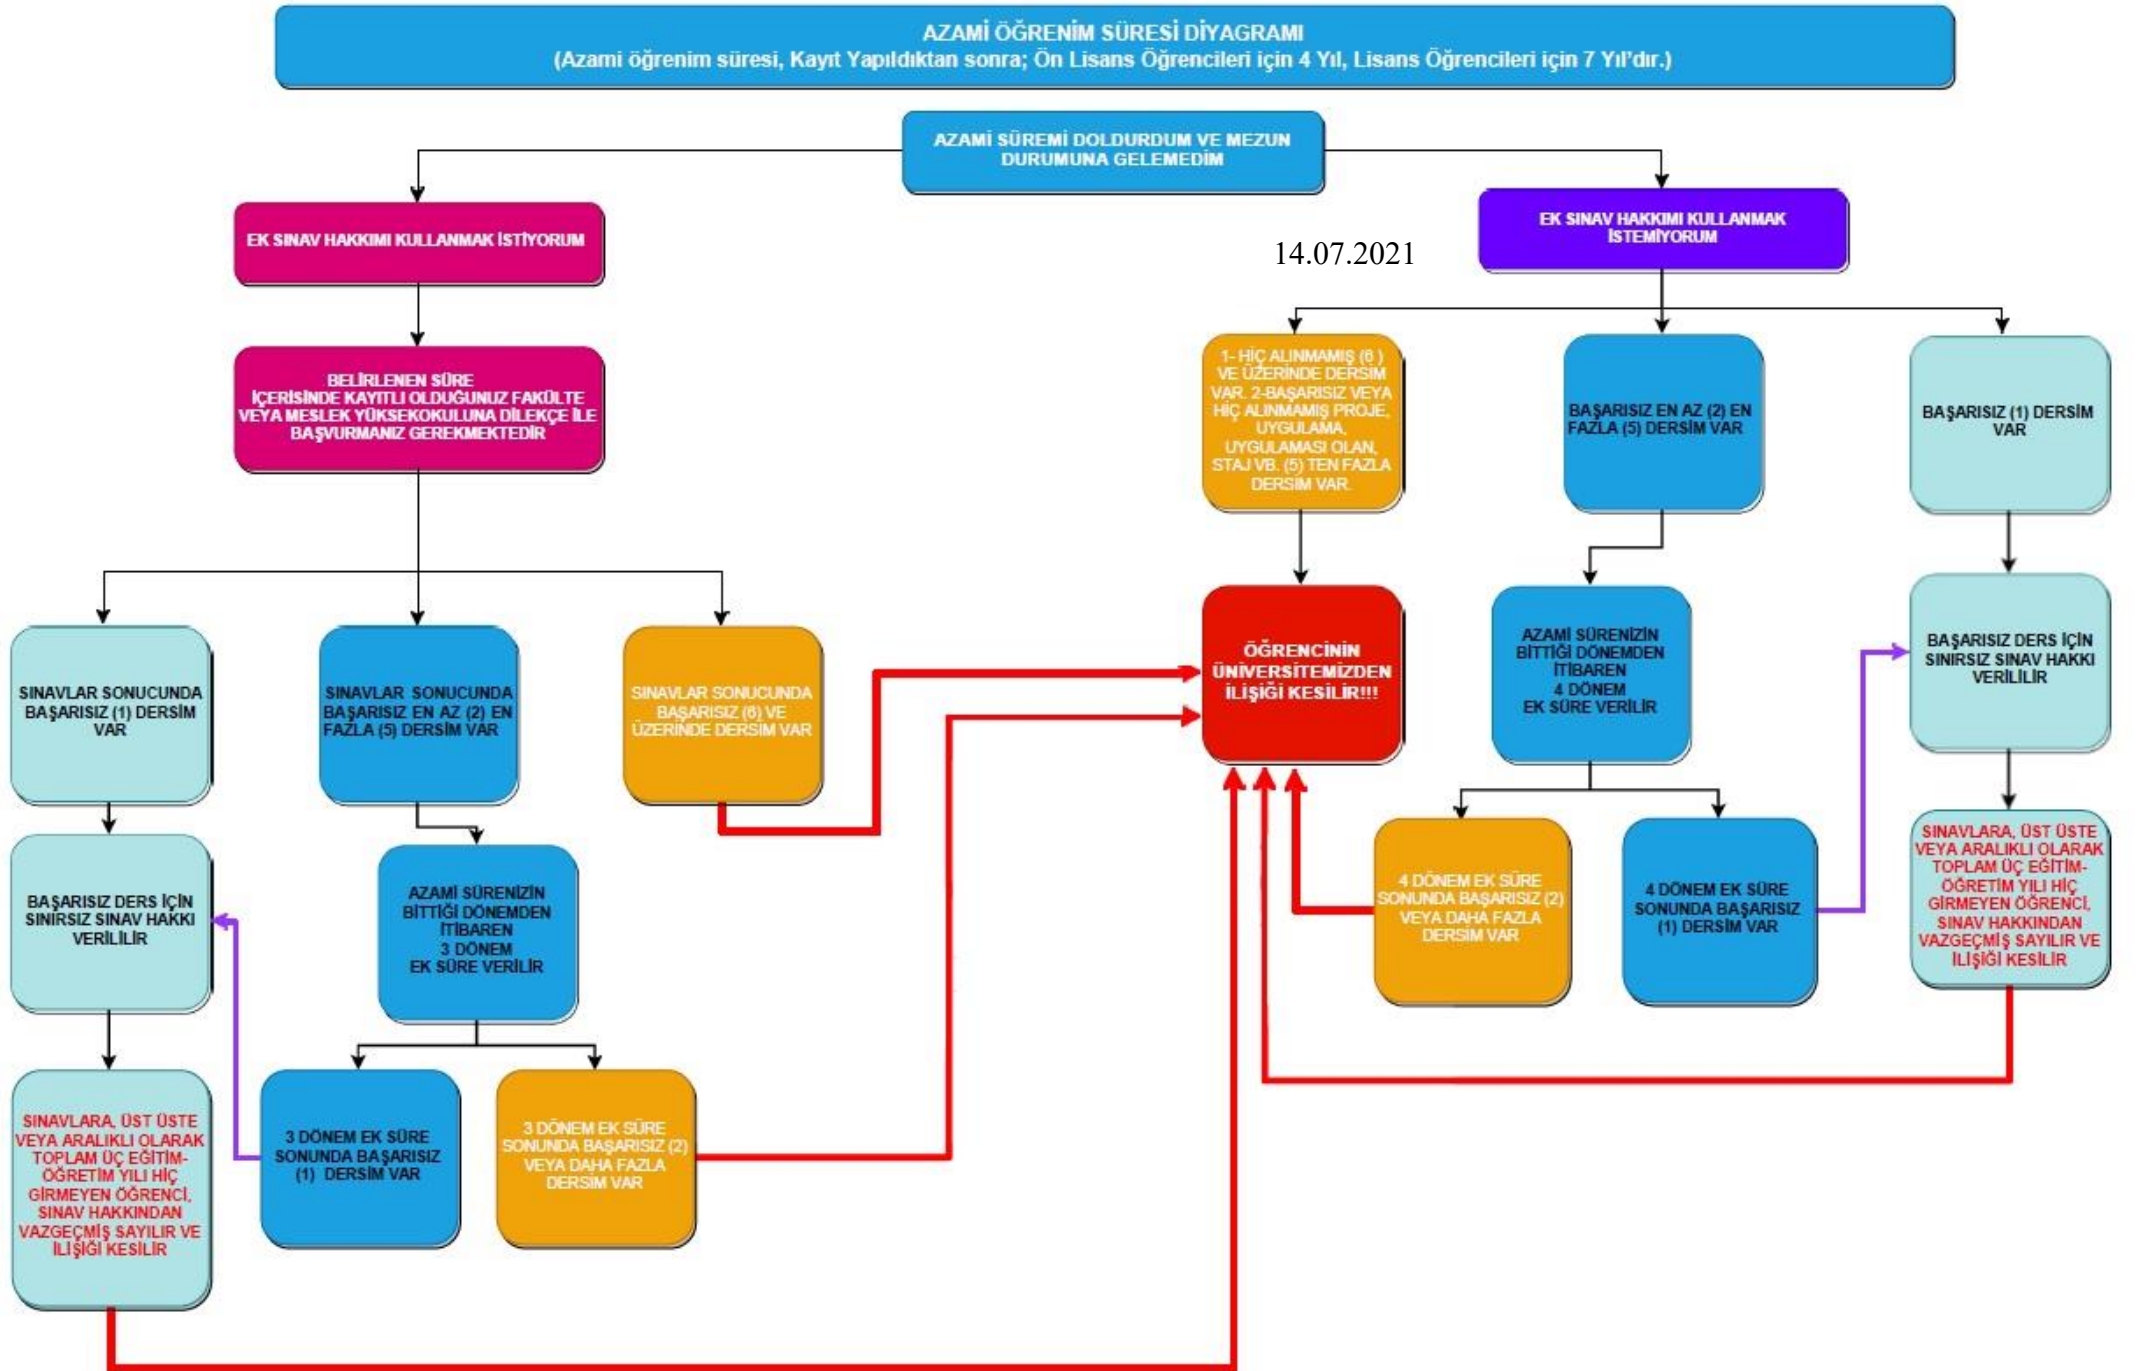 AZAMİ ÖĞRENİM SÜRESİ DİYAGRAMI
(Azami öğrenim süresi, Kayıt Yapıldıktan sonra; Ön Lisans Öğrencileri için 4 Yıl, Lisans Öğrencileri için 7 Yıl'dır.)
AZAMİ SÜREMİ DOLDURDUM VE MEZUN
DURUMUNA GELEMEDİM
EK SINAV HAKKIMI KULLANMAK İSTİYORUM
EK SINAV HAKKIMI KULLANMAK
İSTEMİYORUM
14.07.2021
BELİRLENEN SÜRE
İÇERİSİNDE KAYITLI OLDUĞUNUZ FAKÜLTE
VEYA MESLEK YÜKSEKOKULUNA DİLEKÇE İLE
BAŞVURMANIZ GEREKMEKTEDİR
1- HİÇ ALINMAMIŞ (6 )
VE ÜZERİNDE DERSİM
VAR. 2-BAŞARISIZ VEYA
HİÇ ALINMAMIŞ PROJE,
UYGULAMA,
UYGULAMASI OLAN,
STAJ VB. (5) TEN FAZLA
DERSİM VAR.
BAŞARISIZ EN AZ (2) EN
FAZLA (5) DERSİM VAR
BAŞARISIZ (1) DERSİM
VAR
SINAVLAR SONUCUNDA
BAŞARISIZ (1) DERSİM
VAR
SINAVLAR SONUCUNDA
BAŞARISIZ EN AZ (2) EN
FAZLA (5) DERSİM VAR
SINAVLAR SONUCUNDA
BAŞARISIZ (6) VE
ÜZERİNDE DERSİM VAR
ÖĞRENCİNİN
ÜNİVERSİTEMİZDEN
İLİŞİĞİ KESİLİR!!!
AZAMİ SÜRENİZİN
BİTTİĞİ DÖNEMDEN
İTİBAREN
4 DÖNEM
EK SÜRE VERİLİR
BAŞARISIZ DERS İÇİN
SINIRSIZ SINAV HAKKI
VERİLİLİR
BAŞARISIZ DERS İÇİN
SINIRSIZ SINAV HAKKI
VERİLİLİR
AZAMİ SÜRENİZİN
BİTTİĞİ DÖNEMDEN
İTİBAREN
3 DÖNEM
EK SÜRE VERİLİR
4 DÖNEM EK SÜRE
SONUNDA BAŞARISIZ (2)
VEYA DAHA FAZLA
DERSİM VAR
4 DÖNEM EK SÜRE
SONUNDA BAŞARISIZ
(1) DERSİM VAR
SINAVLARA, ÜST ÜSTE
VEYA ARALIKLI OLARAK
TOPLAM ÜÇ EĞİTİM-
ÖĞRETİM YILI HİÇ
GİRMEYEN ÖĞRENCİ,
SINAV HAKKINDAN
VAZGEÇMİŞ SAYILIR VE
İLİŞİĞİ KESİLİR
SINAVLARA, ÜST ÜSTE
VEYA ARALIKLI OLARAK
TOPLAM ÜÇ EĞİTİM-
ÖĞRETİM YILI HİÇ
GİRMEYEN ÖĞRENCİ,
SINAV HAKKINDAN
VAZGEÇMİŞ SAYILIR VE
İLİŞİĞİ KESİLİR
3 DÖNEM EK SÜRE
SONUNDA BAŞARISIZ
(1) DERSİM VAR
3 DÖNEM EK SÜRE
SONUNDA BAŞARISIZ (2)
VEYA DAHA FAZLA
DERSİM VAR